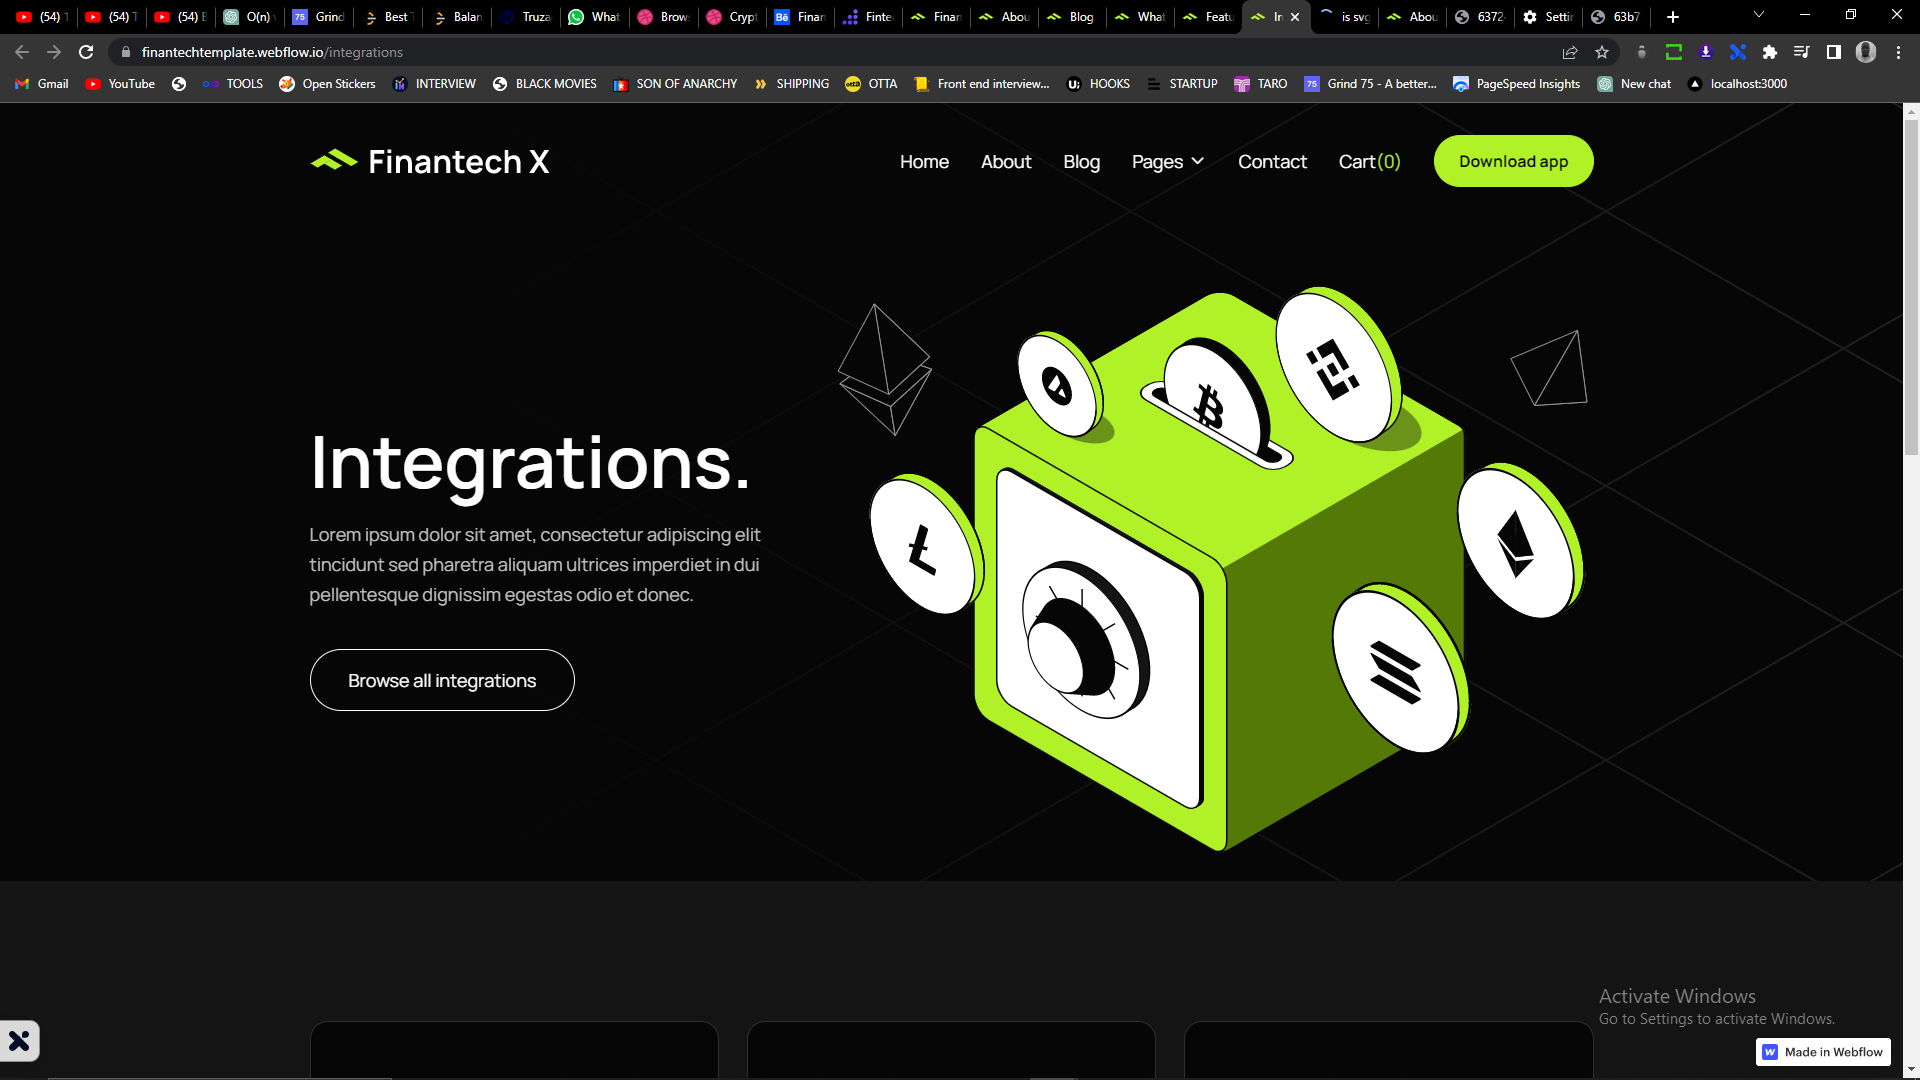 (54)
(54)
(54)
O(n)
Grind
Best
Balan
Truza
What
Brow
Crypt
Finan
Finte
Finan
Abou
Blog
What
Featu
In
is svg
Abou
6372
Settin
63b7
finantechtemplate.webflow.io/integrations
Gmail
YouTube
TOOLS
Open Stickers
INTERVIEW
BLACK MOVIES
SON OF ANARCHY
SHIPPING
OTTA
Front end interview...
HOOKS
STARTUP
TARO
Grind 75 - A better...
PageSpeed Insights
New chat
localhost:3000
Finantech X
Home
About
Blog
Pages
Contact
Cart(0)
Download app
Integrations.
Lorem ipsum dolor sit amet, consectetur adipiscing elit
tincidunt sed pharetra aliquam ultrices imperdiet in dui
pellentesque dignissim egestas odio et donec.
Browse all integrations
Activate Windows
Go to Settings to activate Windows.
Made in Webflow